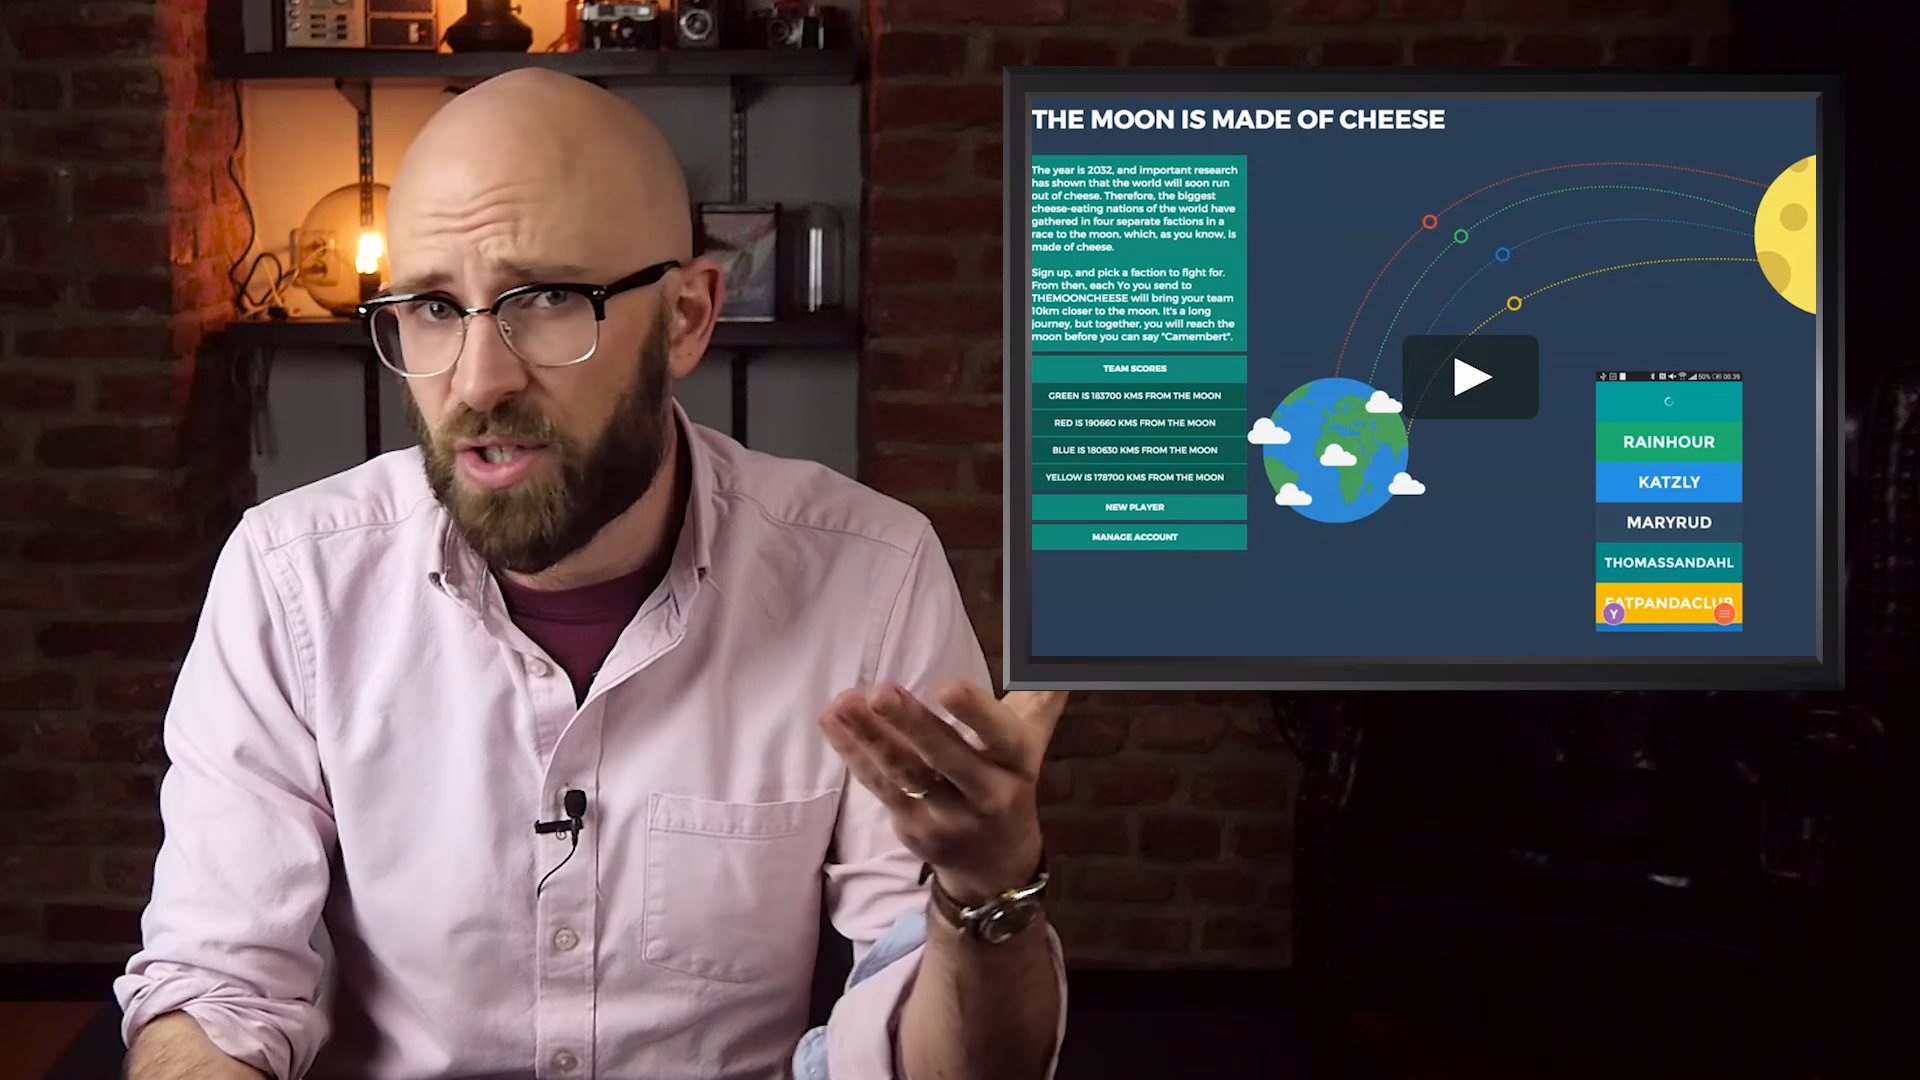 THE MOON IS MADE OF CHEESE
The year is 2032, and important research
has shown that the world will soon run
out of cheese. Therefore, the biggest
cheese-eating nations of the world have
gathered in four separate factions in a
race to the moon, which, as you know, is
made of cheese.
Sign up, and pick a faction to fight for.
From then, each Yo you send to
THEMOONCHEESE will bring your team
10km closer to the moon. It's a long
journey, but together, you will reach the
moon before you can say "Camembert".
TEAM SCORES
GREEN IS 183700 KMS FROM THE MOON
RED IS 190660 KMS FROM THE MOON
BLUE IS 180630 KMS FROM THE MOON
YELLOW IS 178700 KMS FROM THE MOON
NEW PLAYER
MANAGE ACCOUNT
50% 00:39
RAINHOUR
KATZLY
MARYRUD
THOMASSANDAHL
EATPANDACLUB
Y